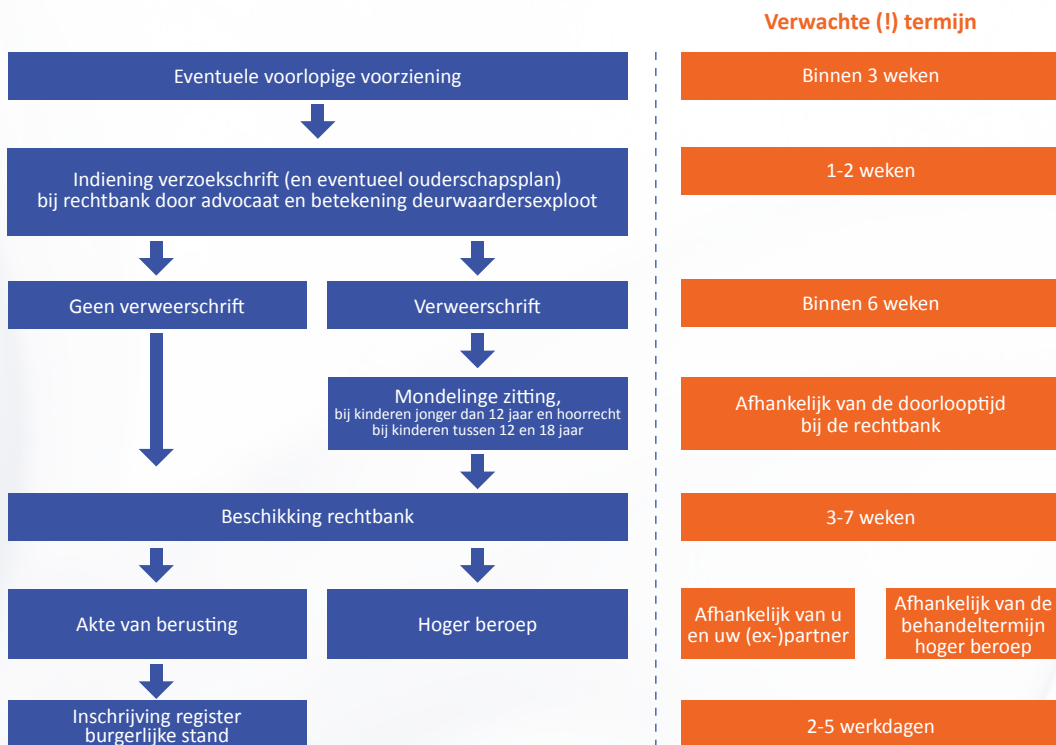 Verwachte (!) termijn
Eventuele voorlopige voorziening
Binnen 3 weken
Indiening verzoekschrift (en eventueel ouderschapsplan)
bij rechtbank door advocaat en betekening deurwaardersexploot
1-2 weken
Geen verweerschrift
Verweerschrift
Binnen 6 weken
Mondelinge zitting,
bij kinderen jonger dan 12 jaar en hoorrecht
bij kinderen tussen 12 en 18 jaar
Afhankelijk van de doorlooptijd
bij de rechtbank
Beschikking rechtbank
3-7 weken
Akte van berusting
Hoger beroep
Afhankelijk van u
en uw (ex-)partner
Afhankelijk van de
behandeltermijn
hoger beroep
Inschrijving register
burgerlijke stand
2-5 werkdagen